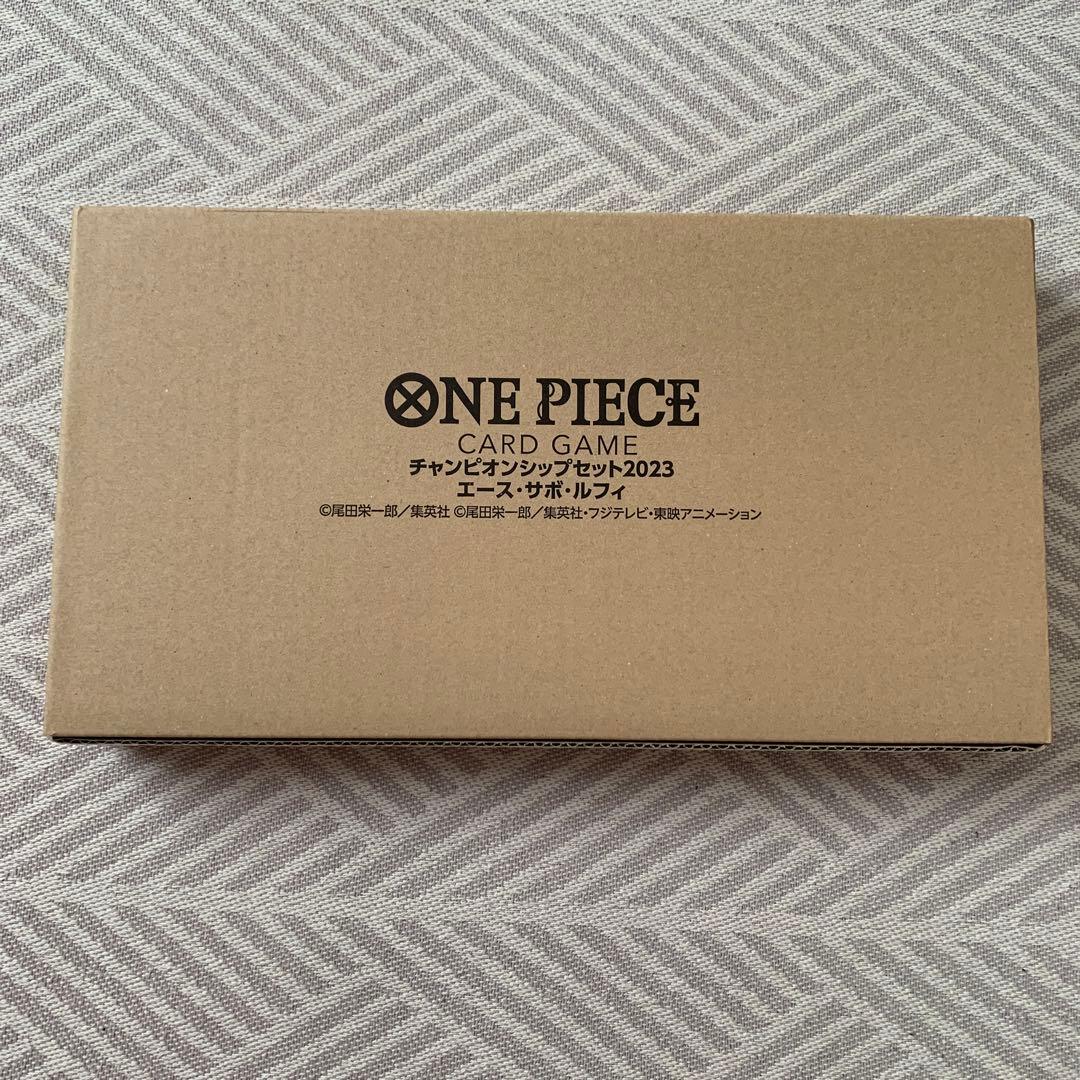 ONE PIECE
CARD GAME
チャンピオンシップセット2023
エース・サボ・ルフィ
©尾田栄一郎／集英社 ©尾田栄一郎／集英社・フジテレビ・東映アニメーション